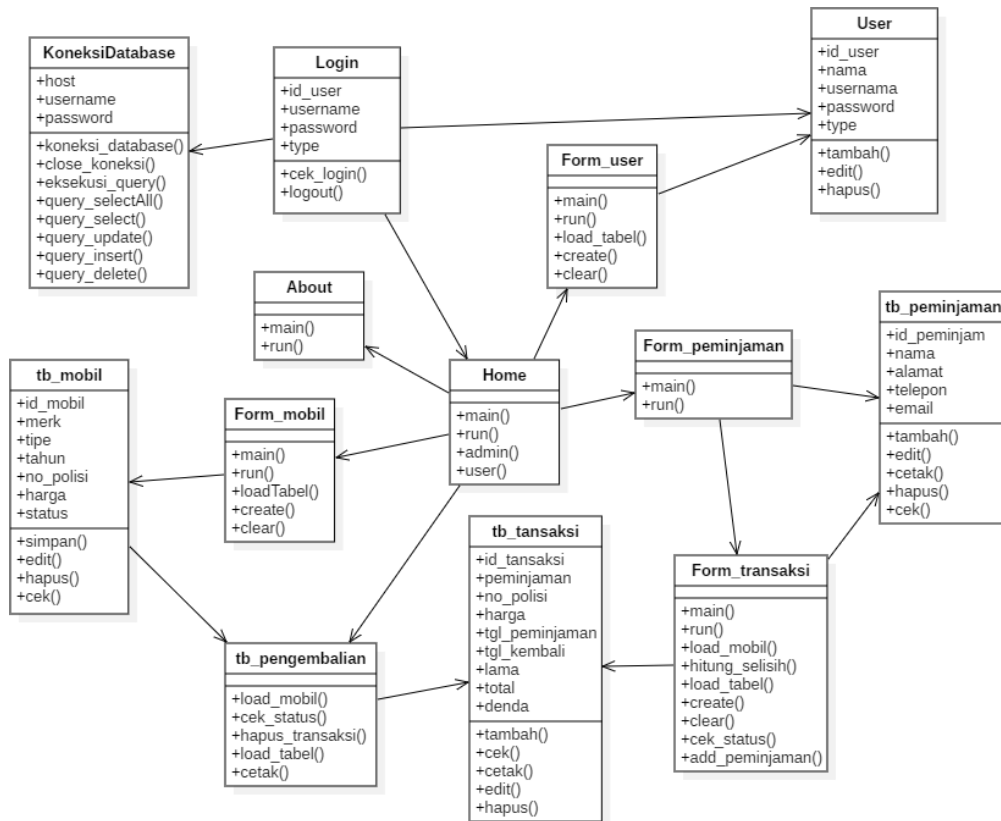 KoneksiDatabase
+host
+username
+password
+koneksi_database()
+close_koneksi()
+eksekusi_query()
+query_selectAll()
+query_select()
+query_update()
+query_insert()
+query_delete()
Login
+id_user
+username
+password
+type
+cek_login()
+logout()
User
+id_user
+nama
+usernama
+password
+type
+tambah()
+edit()
+hapus()
Form_user
+main()
+run()
+load_tabel()
+create()
+clear()
About
+main()
+run()
tb_mobil
+id_mobil
+merk
+tipe
+tahun
+no_polisi
+harga
+status
+simpan()
+edit()
+hapus()
+cek()
Form_mobil
+main()
+run()
+loadTabel()
+create()
+clear()
Home
+main()
+run()
+admin()
+user()
Form_peminjaman
+main()
+run()
tb_peminjaman
+id_peminjam
+nama
+alamat
+telepon
+email
+tambah()
+edit()
+cetak()
+hapus()
+cek()
tb_pengembalian
+load_mobil()
+cek_status()
+hapus_transaksi()
+load_tabel()
+cetak()
tb_tansaksi
+id_tansaksi
+peminjaman
+no_polisi
+harga
+tgl_peminjaman
+tgl_kembali
+lama
+total
+denda
+tambah()
+cek()
+cetak()
+edit()
+hapus()
Form_transaksi
+main()
+run()
+load_mobil()
+hitung_selisih()
+load_tabel()
+create()
+clear()
+cek_status()
+add_peminjaman()